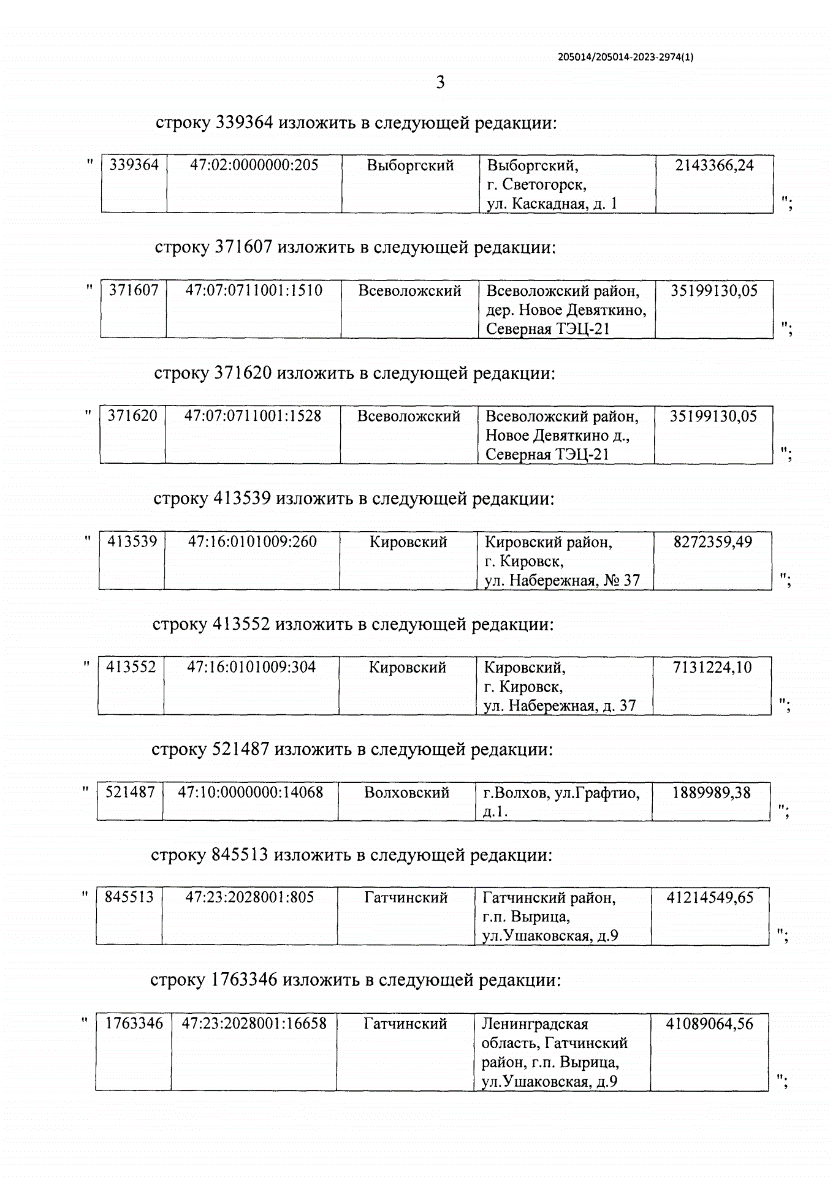 205014/205014-2023-2974(1)
3
строку 339364 изложить в следующей редакции:
" 339364 47:02:0000000:205 Выборгский Выборгский, 2143366,24
г. Светогорск,
ул. Каскадная, д. 1 ";
строку 371607 изложить в следующей редакции:
" 371607 47:07:0711001:1510 Всеволожский Всеволожский район, 35199130,05
дер. Новое Девяткино,
Северная ТЭЦ-21 ";
строку 371620 изложить в следующей редакции:
" 371620 47:07:0711001:1528 Всеволожский Всеволожский район, 35199130,05
Новое Девяткино д.,
Северная ТЭЦ-21 ";
строку 413539 изложить в следующей редакции:
" 413539 47:16:0101009:260 Кировский Кировский район, 8272359,49
г. Кировск,
ул. Набережная, № 37 ";
строку 413552 изложить в следующей редакции:
" 413552 47:16:0101009:304 Кировский Кировский, 7131224,10
г. Кировск,
ул. Набережная, д. 37 ";
строку 521487 изложить в следующей редакции:
" 521487 47:10:0000000:14068 Волховский г.Волхов, ул.Графтио, 1889989,38
д.1. ";
строку 845513 изложить в следующей редакции:
" 845513 47:23:2028001:805 Гатчинский Гатчинский район, 41214549,65
г.п. Вырица,
ул.Ушаковская, д.9 ";
строку 1763346 изложить в следующей редакции:
" 1763346 47:23:2028001:16658 Гатчинский Ленинградская 41089064,56
область, Гатчинский
район, г.п. Вырица,
ул.Ушаковская, д.9 ";